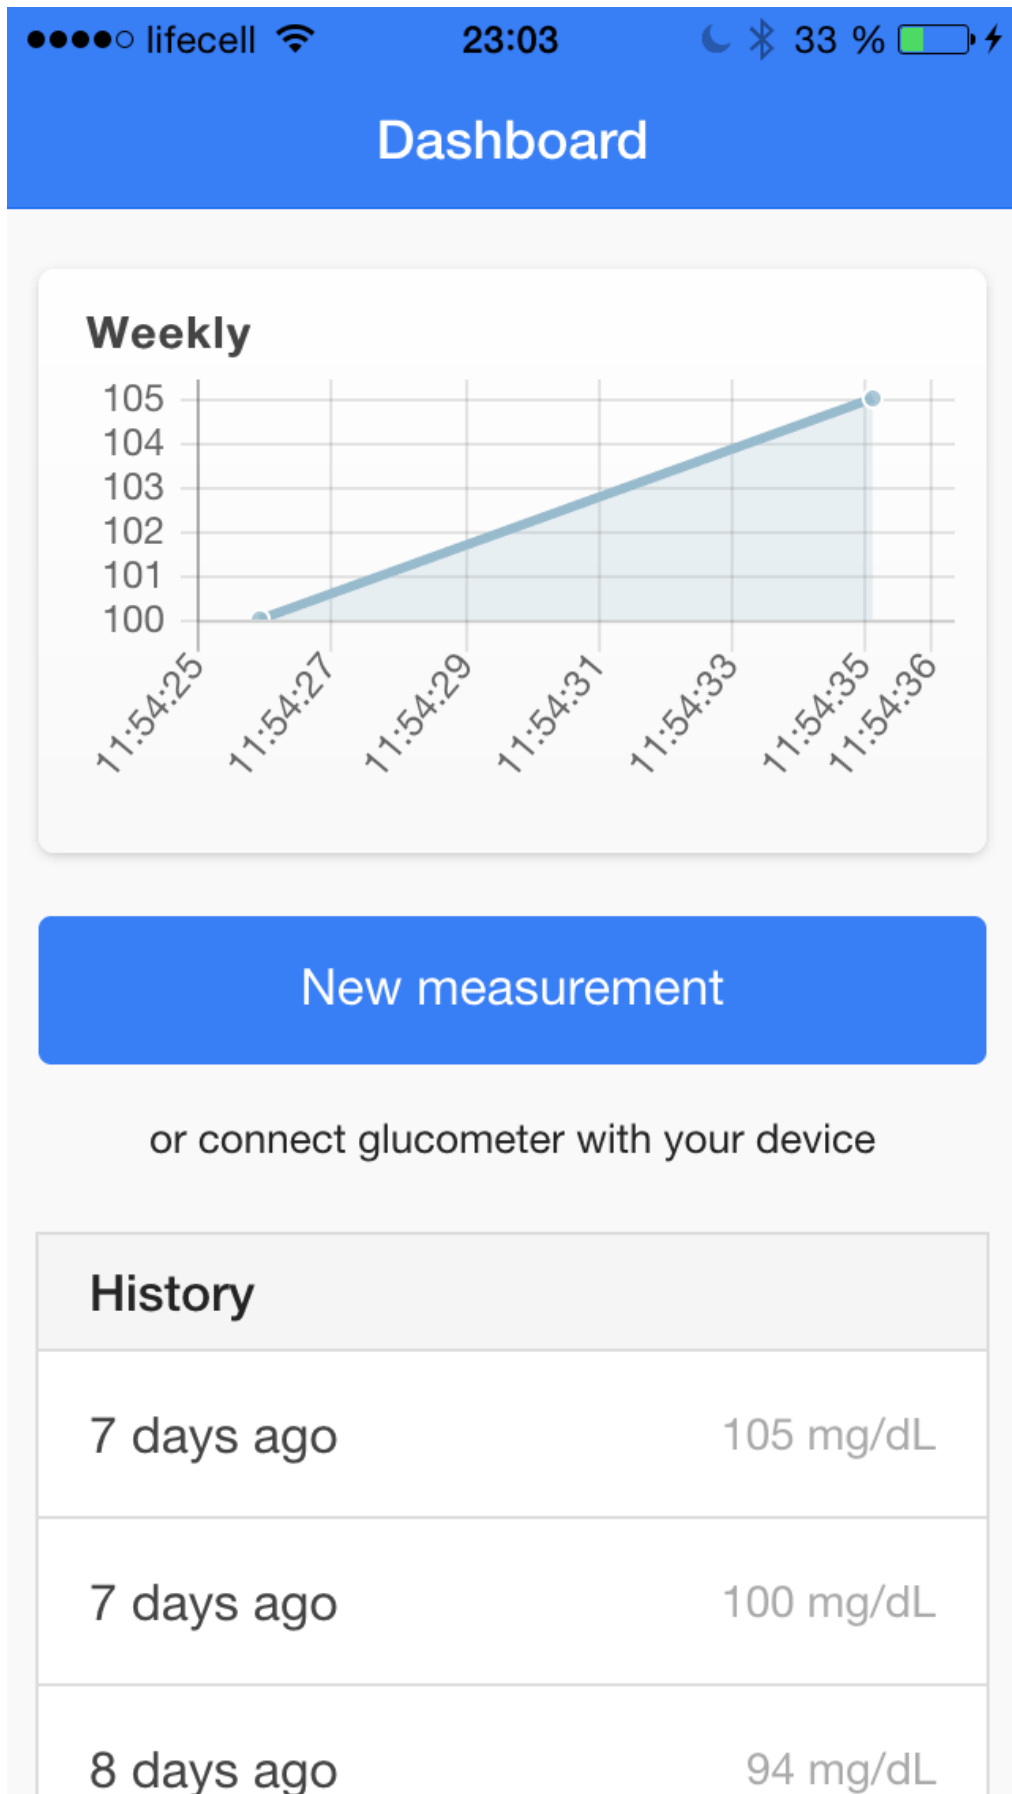 lifecell 23:03 33 %
Dashboard
Weekly
105
104
103
102
101
100
11:54:25 11:54:27 11:54:29 11:54:31 11:54:33 11:54:35 11:54:36
New measurement
or connect glucometer with your device
History
7 days ago 105 mg/dL
7 days ago 100 mg/dL
8 days ago 94 mg/dL